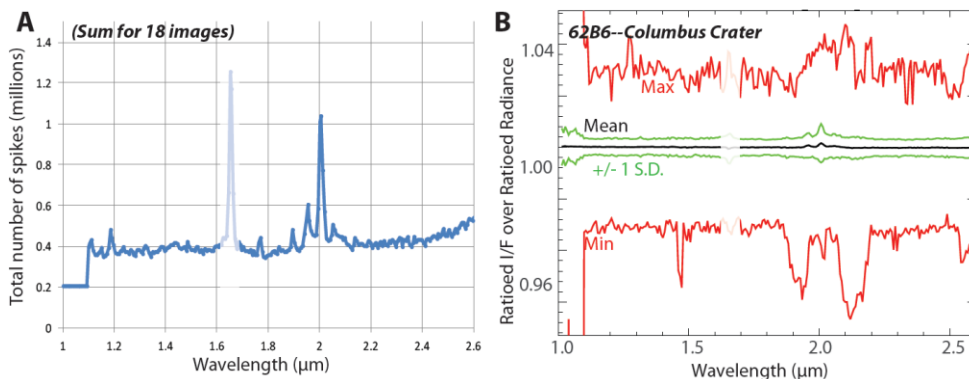 A
(Sum for 18 images)
Total number of spikes (millions)
1.4
1.2
1
0.8
0.6
0.4
0.2
0
1
1.2
1.4
1.6
1.8
2
2.2
2.4
2.6
Wavelength (μm)
B
62B6--Columbus Crater
Ratioed I/F over Ratioed Radiance
1.04
1.00
0.96
Max
Mean
+/- 1 S.D.
Min
1.0
1.5
2.0
2.5
Wavelength (μm)